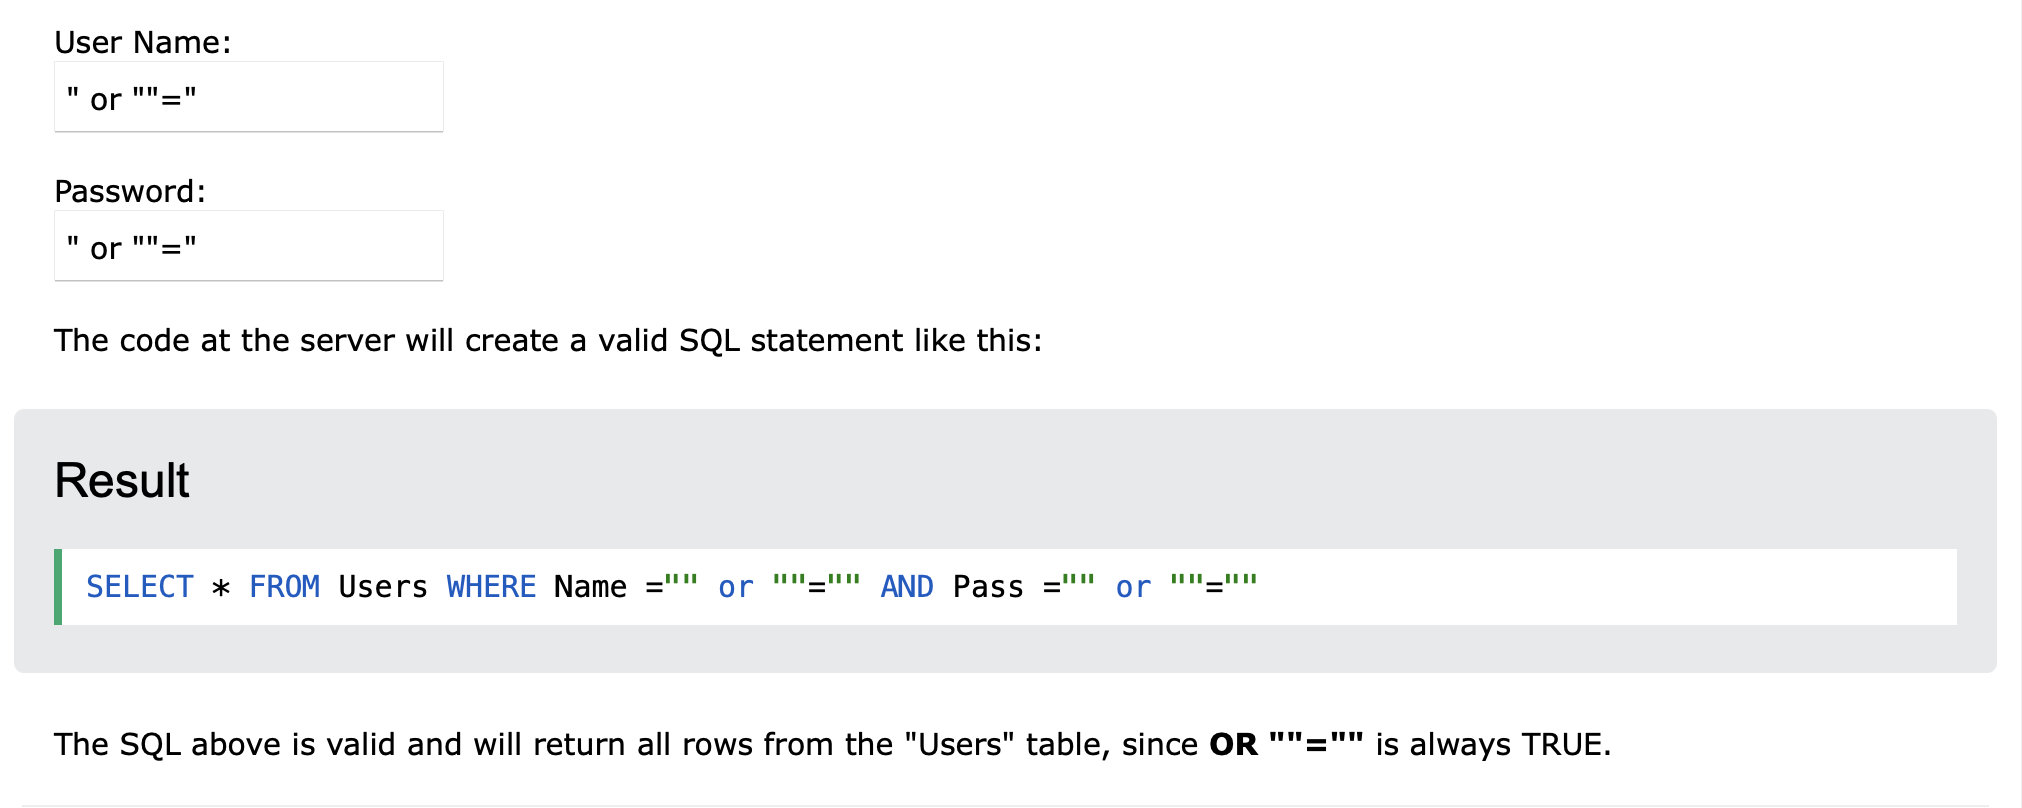 User Name:
" or ""="
Password:
" or ""="
The code at the server will create a valid SQL statement like this:
Result
SELECT * FROM Users WHERE Name ="" or ""="" AND Pass ="" or ""=""
The SQL above is valid and will return all rows from the "Users" table, since OR ""="" is always TRUE.